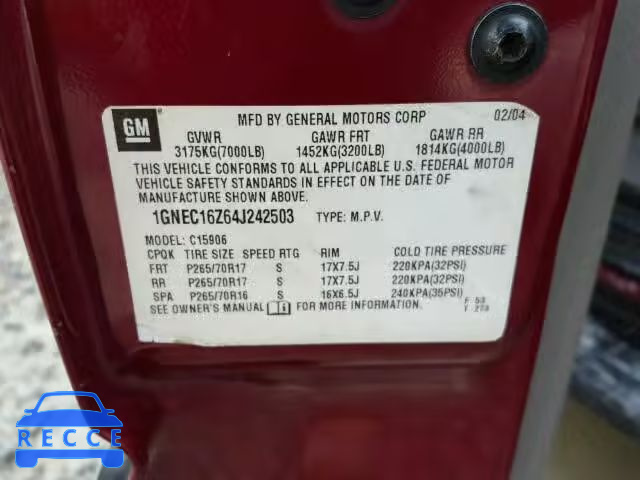 GM
MFD BY GENERAL MOTORS CORP 02/04
GVWR GAWR FRT GAWR RR
3175KG(7000LB) 1452KG(3200LB) 1814KG(4000LB)
THIS VEHICLE CONFORMS TO ALL APPLICABLE U.S. FEDERAL MOTOR
VEHICLE SAFETY STANDARDS IN EFFECT ON THE DATE OF
MANUFACTURE SHOWN ABOVE.
1GNEC16Z64J242503 TYPE: M.P.V.
MODEL: C15906
CPQK TIRE SIZE SPEED RTG RIM COLD TIRE PRESSURE
FRT P265/70R17 S 17X7.5J 220KPA(32PSI)
RR P265/70R17 S 17X7.5J 220KPA(32PSI)
SPA P265/70R16 S 16X6.5J 240KPA(35PSI)
SEE OWNER'S MANUAL i FOR MORE INFORMATION.
F 53
T 273
RECCE